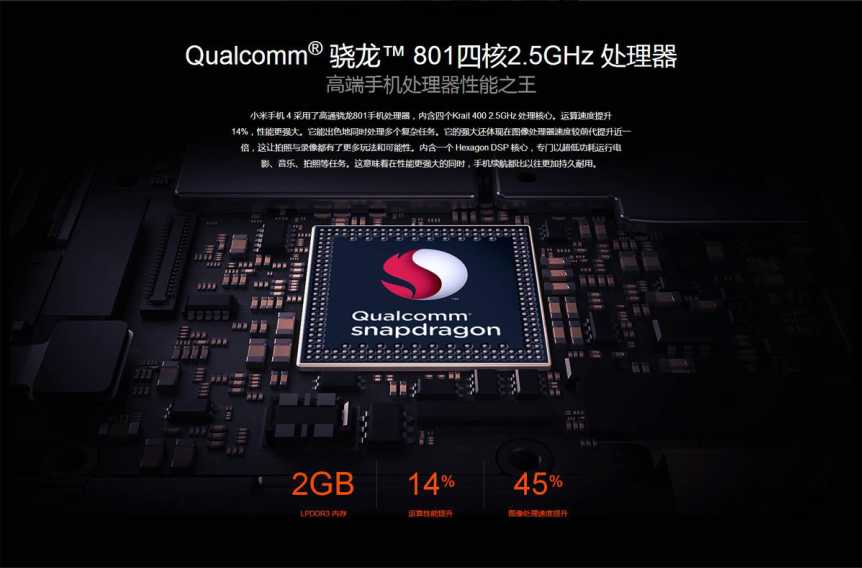 Qualcomm® 骁龙™ 801四核2.5GHz 处理器
高端手机处理器性能之王
小米手机 4 采用了高通骁龙801手机处理器，内含四个Krait 400 2.5GHz 处理核心。运算速度提升
14%，性能更强大。它能出色地同时处理多个复杂任务。它的强大还体现在图像处理器速度较前代提升近一
倍，这让拍照与录像都有了更多玩法和可能性。内含一个 Hexagon DSP 核心，专门以超低功耗运行电
影、音乐、拍照等任务。这意味着在性能更强大的同时，手机续航都比以往更加持久耐用。
Qualcomm
snapdragon™
2GB 14% 45%
LPDDR3 内存 运算性能提升 图像处理速度提升